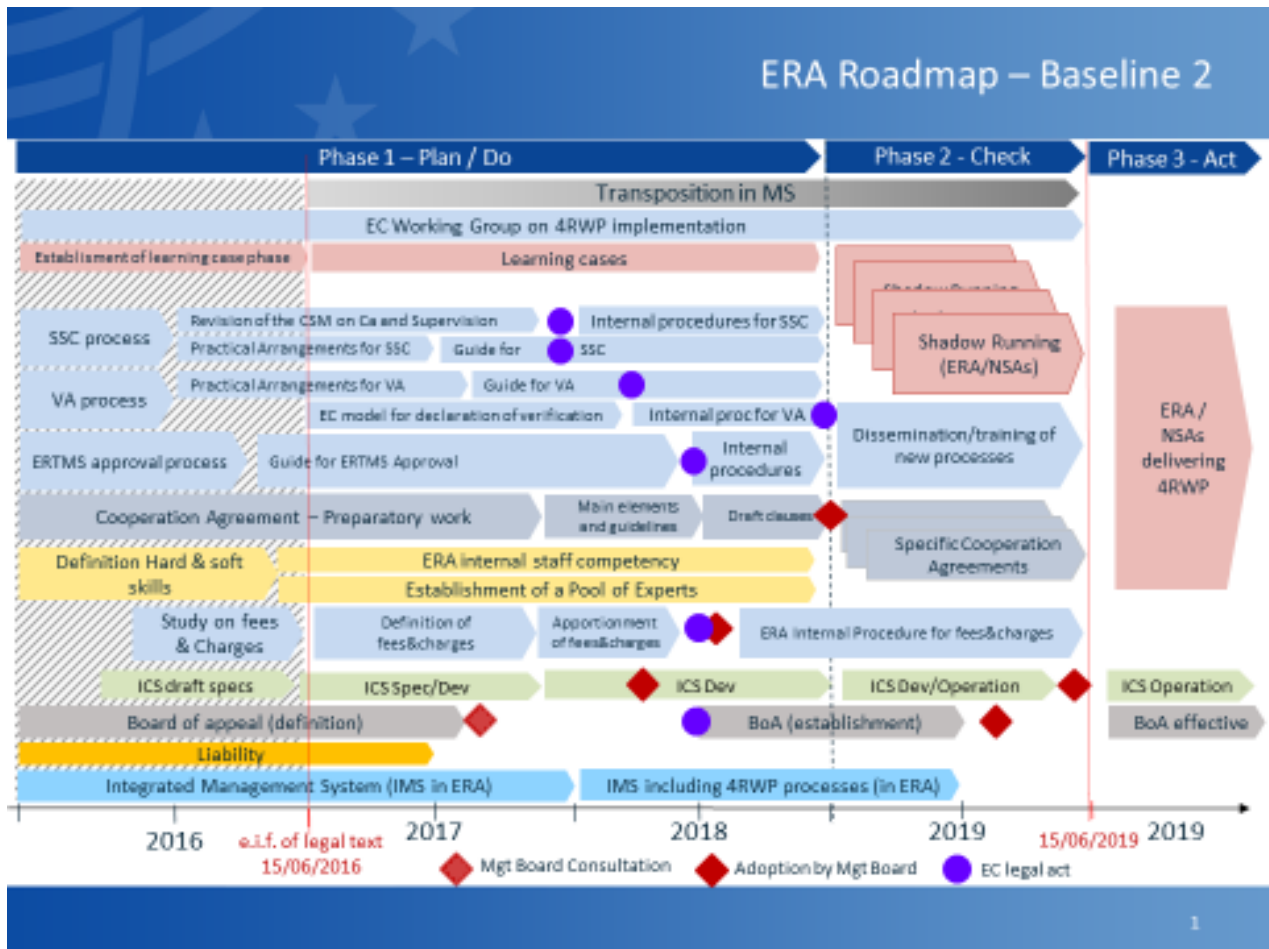 ERA Roadmap – Baseline 2
Phase 1 – Plan / Do
Phase 2 - Check
Phase 3 - Act
Transposition in MS
EC Working Group on 4RWP implementation
Establisment of learning case phase
Learning cases
Shadow Running
Shadow Running
(ERA/NSAs)
SSC process
Revision of the CSM on Ca and Supervision
Internal procedures for SSC
Practical Arrangements for SSC
Guide for SSC
VA process
Practical Arrangements for VA
Guide for VA
EC model for declaration of verification
Internal proc for VA
Dissemination/training of
new processes
ERA /
NSAs
delivering
4RWP
ERTMS approval process
Guide for ERTMS Approval
Internal
procedures
Cooperation Agreement – Preparatory work
Main elements
and guidelines
Draft clauses
Specific Cooperation
Agreements
Definition Hard & soft
skills
ERA internal staff competency
Establishment of a Pool of Experts
Study on fees
& Charges
Definition of
fees&charges
Apportionment
of fees&charges
ERA Internal Procedure for fees&charges
ICS draft specs
ICS Spec/Dev
ICS Dev
ICS Dev/Operation
ICS Operation
Board of appeal (definition)
BoA (establishment)
BoA effective
Liability
Integrated Management System (IMS in ERA)
IMS including 4RWP processes (in ERA)
2016
e.i.f. of legal text
15/06/2016
2017
2018
2019
15/06/2019
2019
Mgt Board Consultation
Adoption by Mgt Board
EC legal act
1